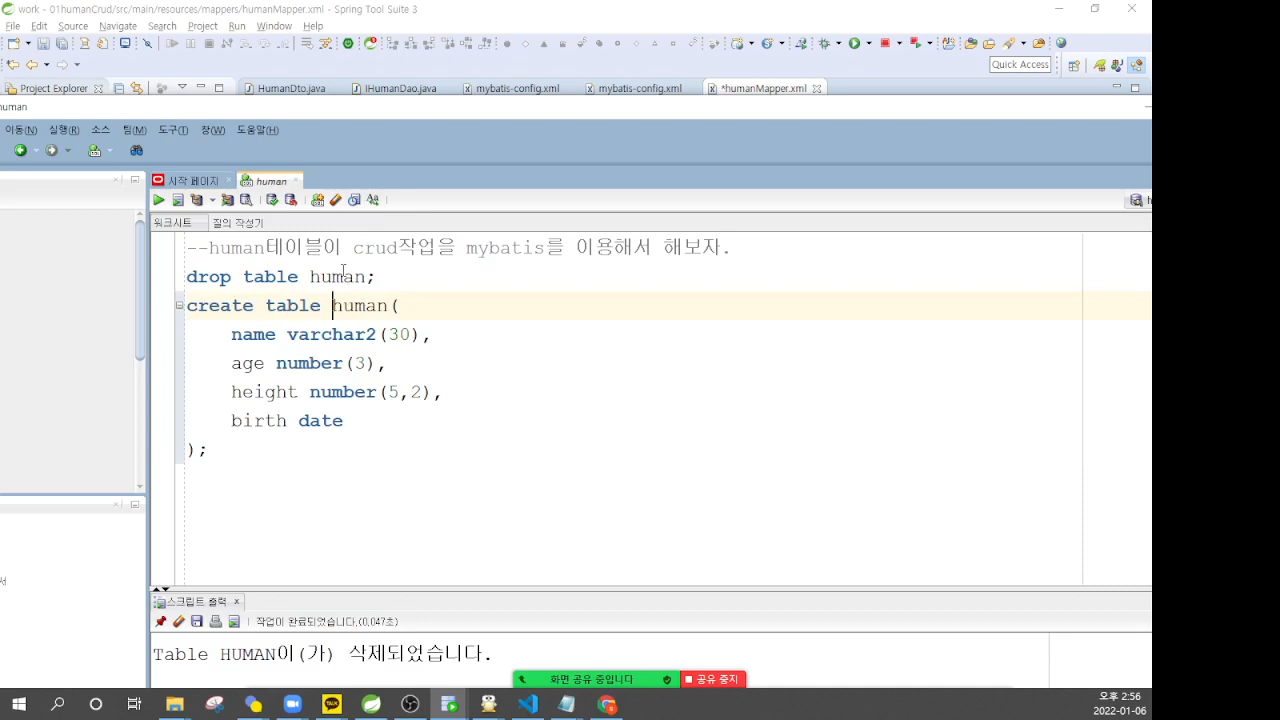 work - 01humanCrud/src/main/resources/mappers/humanMapper.xml - Spring Tool Suite 3
File Edit Source Navigate Search Project Run Window Help
Quick Access
Project Explorer HumanDto.java IHumanDao.java mybatis-config.xml mybatis-config.xml *humanMapper.xml
human
이동(N) 실행(R) 소스 팀(M) 도구(T) 창(W) 도움말(H)
시작 페이지 human
워크시트 질의 작성기
--human테이블이 crud작업을 mybatis를 이용해서 해보자.
drop table human;
create table human(
name varchar2(30),
age number(3),
height number(5,2),
birth date
);
스크립트 출력 x
작업이 완료되었습니다.(0,047초)
Table HUMAN이(가) 삭제되었습니다.
화면 공유 중입니다 공유 중지
TALK
오후 2:56
2022-01-06